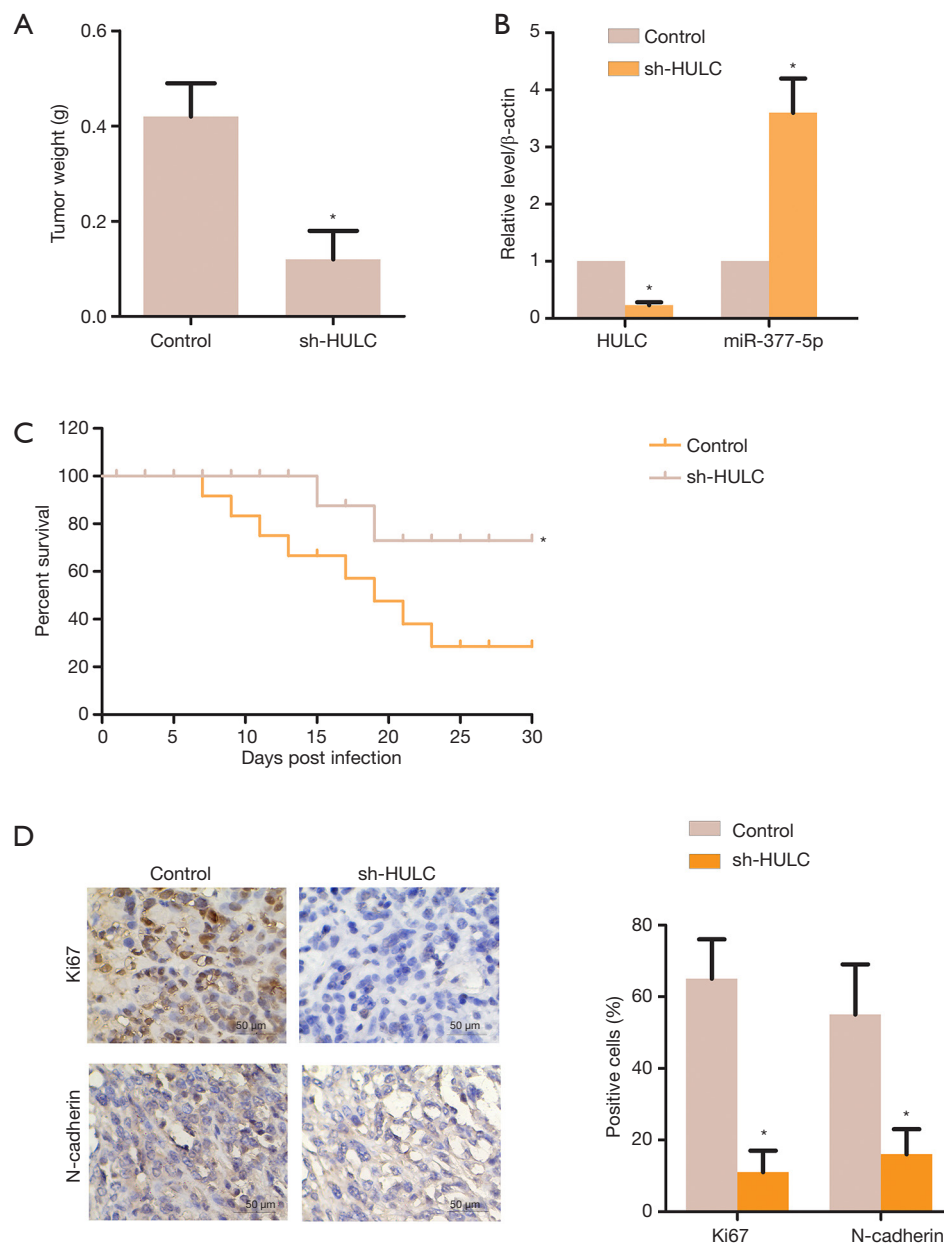 A
Tumor weight (g)
0.6
0.4
0.2
0.0
*
Control
sh-HULC
B
Relative level/β-actin
5
4
3
2
1
0
Control
sh-HULC
*
*
HULC
miR-377-5p
C
Percent survival
120
100
80
60
40
20
0
0
5
10
15
20
25
30
Days post infection
Control
sh-HULC
*
D
Control
sh-HULC
Ki67
50 µm
50 µm
N-cadherin
50 µm
50 µm
Control
sh-HULC
Positive cells (%)
80
60
40
20
0
*
*
Ki67
N-cadherin